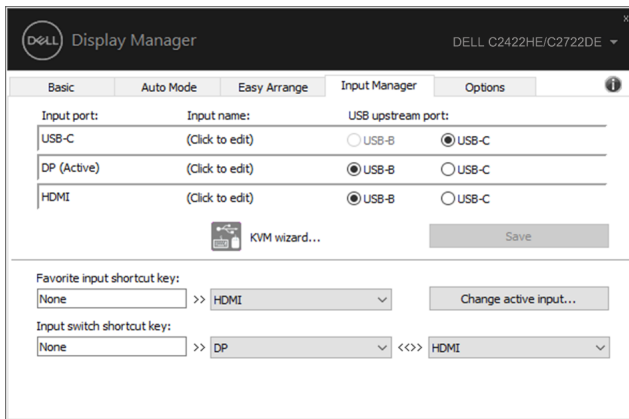 x
DELL Display Manager DELL C2422HE/C2722DE
Basic Auto Mode Easy Arrange Input Manager Options i
Input port: Input name: USB upstream port:
USB-C (Click to edit) USB-B USB-C
DP (Active) (Click to edit) USB-B USB-C
HDMI (Click to edit) USB-B USB-C
KVM wizard... Save
Favorite input shortcut key:
None >> HDMI Change active input...
Input switch shortcut key:
None >> DP <<>> HDMI